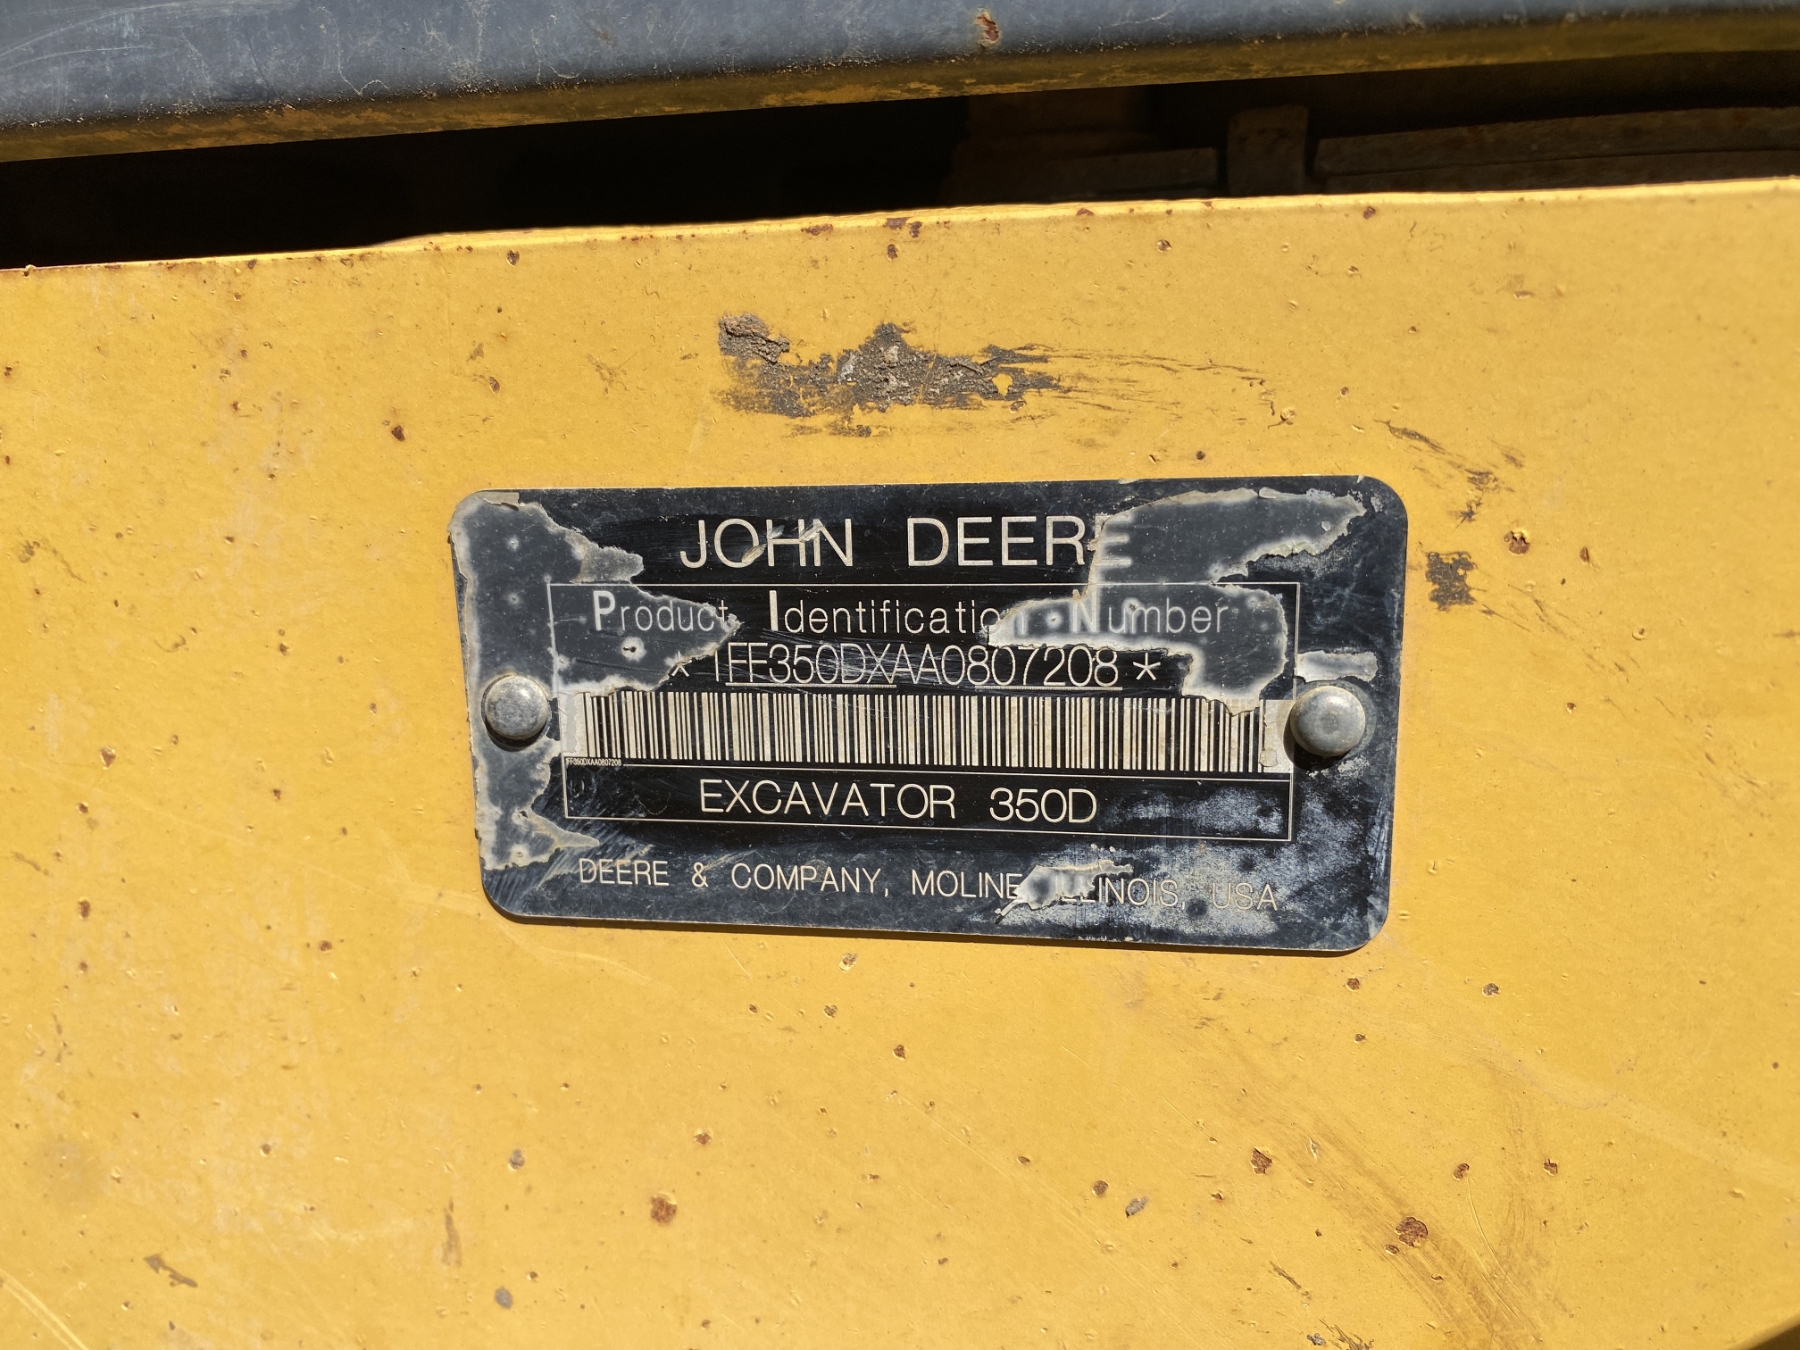 JOHN DEERE
Product Identification Number
* 1FF350DXAA0807208 *
1FF350DXAA0807208
EXCAVATOR 350D
DEERE & COMPANY, MOLINE, ILLINOIS, USA